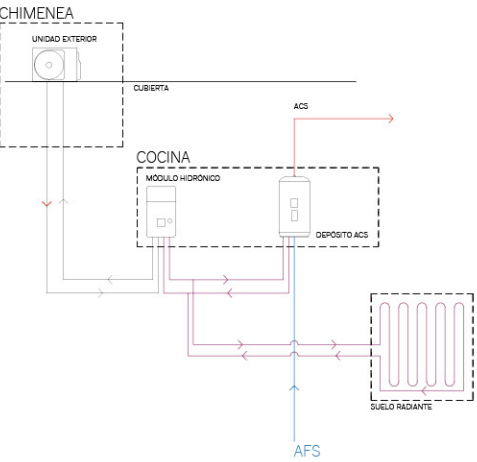 CHIMENEA
UNIDAD EXTERIOR
CUBIERTA
ACS
COCINA
MÓDULO HIDRÓNICO
DEPÓSITO ACS
SUELO RADIANTE
AFS